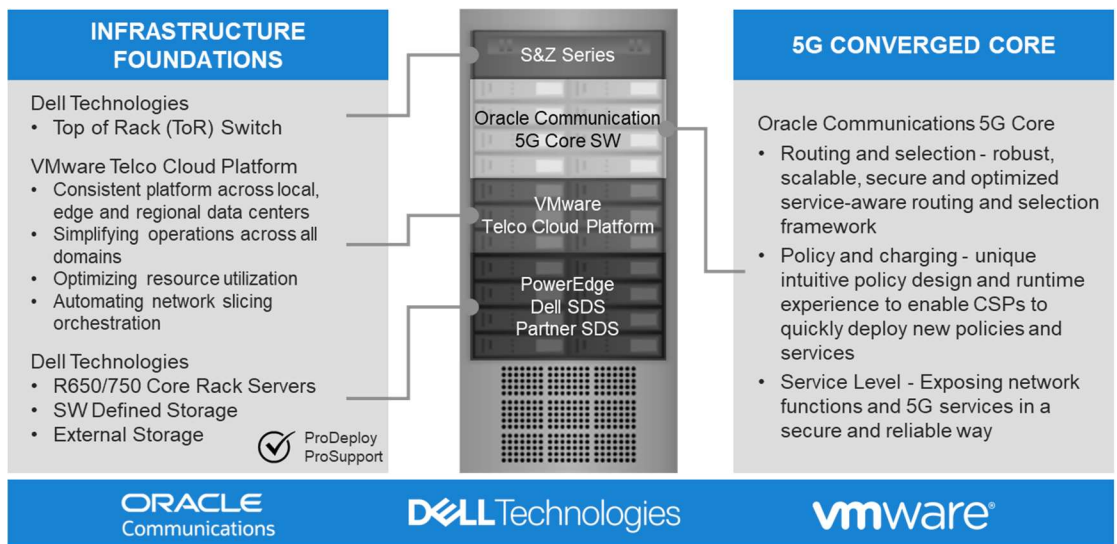 INFRASTRUCTURE
FOUNDATIONS
Dell Technologies
• Top of Rack (ToR) Switch
VMware Telco Cloud Platform
• Consistent platform across local,
edge and regional data centers
• Simplifying operations across all
domains
• Optimizing resource utilization
• Automating network slicing
orchestration
Dell Technologies
• R650/750 Core Rack Servers
• SW Defined Storage
• External Storage
ProDeploy
ProSupport
S&Z Series
Oracle Communication
5G Core SW
VMware
Telco Cloud Platform
PowerEdge
Dell SDS
Partner SDS
5G CONVERGED CORE
Oracle Communications 5G Core
• Routing and selection - robust,
scalable, secure and optimized
service-aware routing and selection
framework
• Policy and charging - unique
intuitive policy design and runtime
experience to enable CSPs to
quickly deploy new policies and
services
• Service Level - Exposing network
functions and 5G services in a
secure and reliable way
ORACLE
Communications
DELL Technologies
vmware®